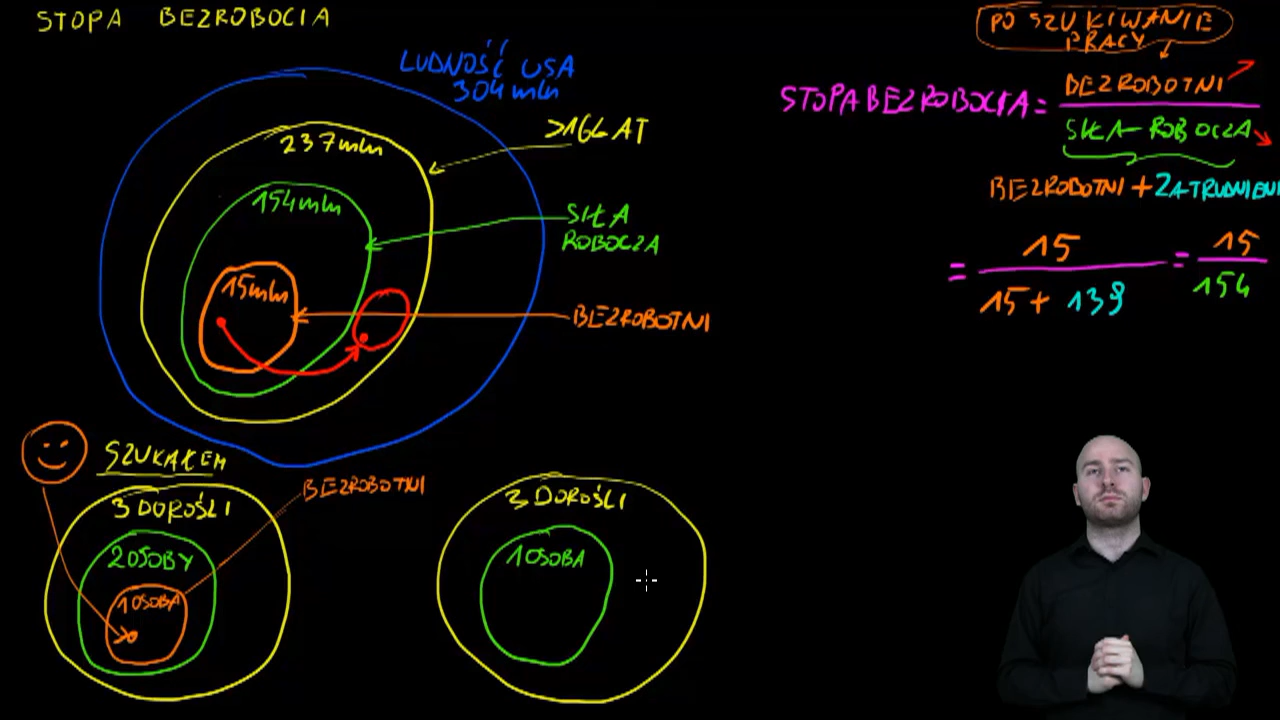 STOPA BEZROBOCIA
LUDNOŚĆ USA
304 mln
>16 LAT
237 mln
154 mln
SIŁA
ROBOCZA
15 mln
BEZROBOTNI
POSZUKIWANIE
PRACY
STOPA BEZROBOCIA = BEZROBOTNI
SIŁA ROBOCZA
BEZROBOTNI + ZATRUDNIENI
= 15 = 15
15 + 139 154
SZUKAŁEM
BEZROBOTNI
3 DOROŚLI
2 OSOBY
1 OSOBA
3 DOROŚLI
1 OSOBA